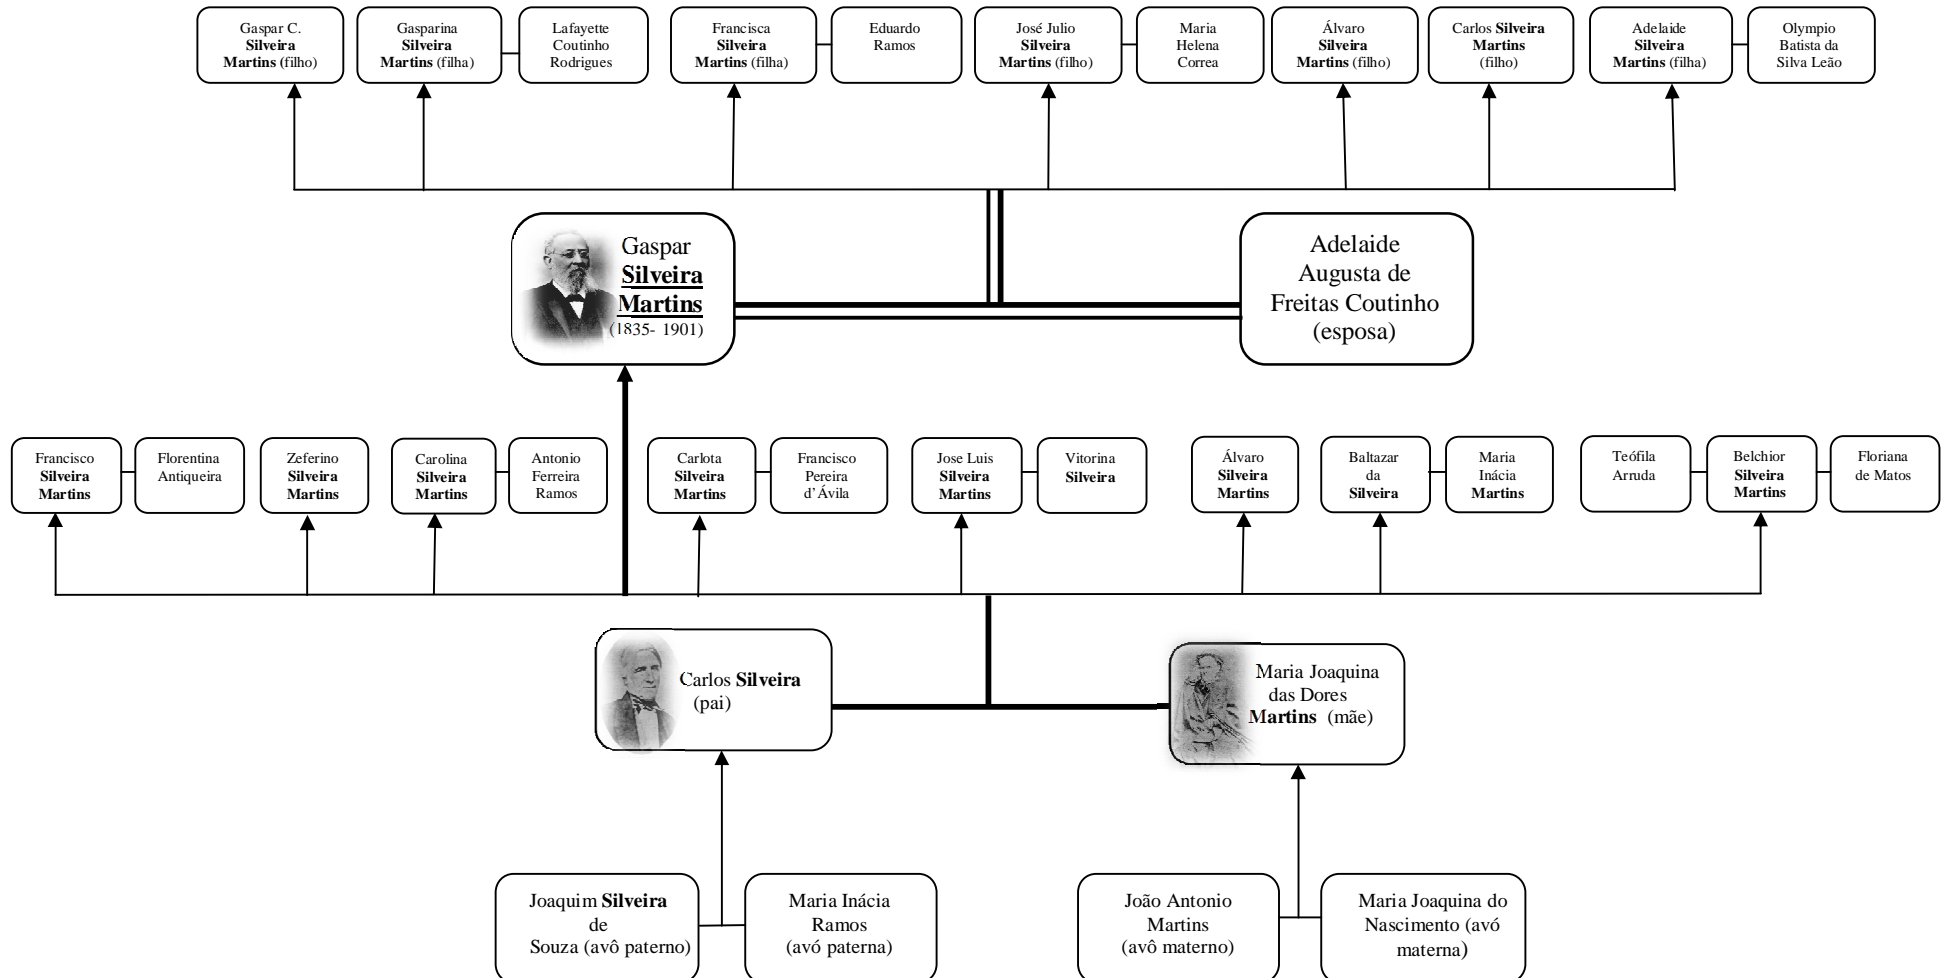 Gaspar C.
Silveira
Martins (filho)
Gasparina
Silveira
Martins (filha)
Lafayette
Coutinho
Rodrigues
Francisca
Silveira
Martins (filha)
Eduardo
Ramos
José Julio
Silveira
Martins (filho)
Maria
Helena
Correa
Álvaro
Silveira
Martins (filho)
Carlos Silveira
Martins
(filho)
Adelaide
Silveira
Martins (filha)
Olympio
Batista da
Silva Leão
Gaspar
Silveira
Martins
(1835- 1901)
Adelaide
Augusta de
Freitas Coutinho
(esposa)
Francisco
Silveira
Martins
Florentina
Antiqueira
Zeferino
Silveira
Martins
Carolina
Silveira
Martins
Antonio
Ferreira
Ramos
Carlota
Silveira
Martins
Francisco
Pereira
d’Ávila
Jose Luis
Silveira
Martins
Vitorina
Silveira
Álvaro
Silveira
Martins
Baltazar
da
Silveira
Maria
Inácia
Martins
Teófila
Arruda
Belchior
Silveira
Martins
Floriana
de Matos
Carlos Silveira
(pai)
Maria Joaquina
das Dores
Martins (mãe)
Joaquim Silveira
de
Souza (avô paterno)
Maria Inácia
Ramos
(avó paterna)
João Antonio
Martins
(avô materno)
Maria Joaquina do
Nascimento (avó
materna)